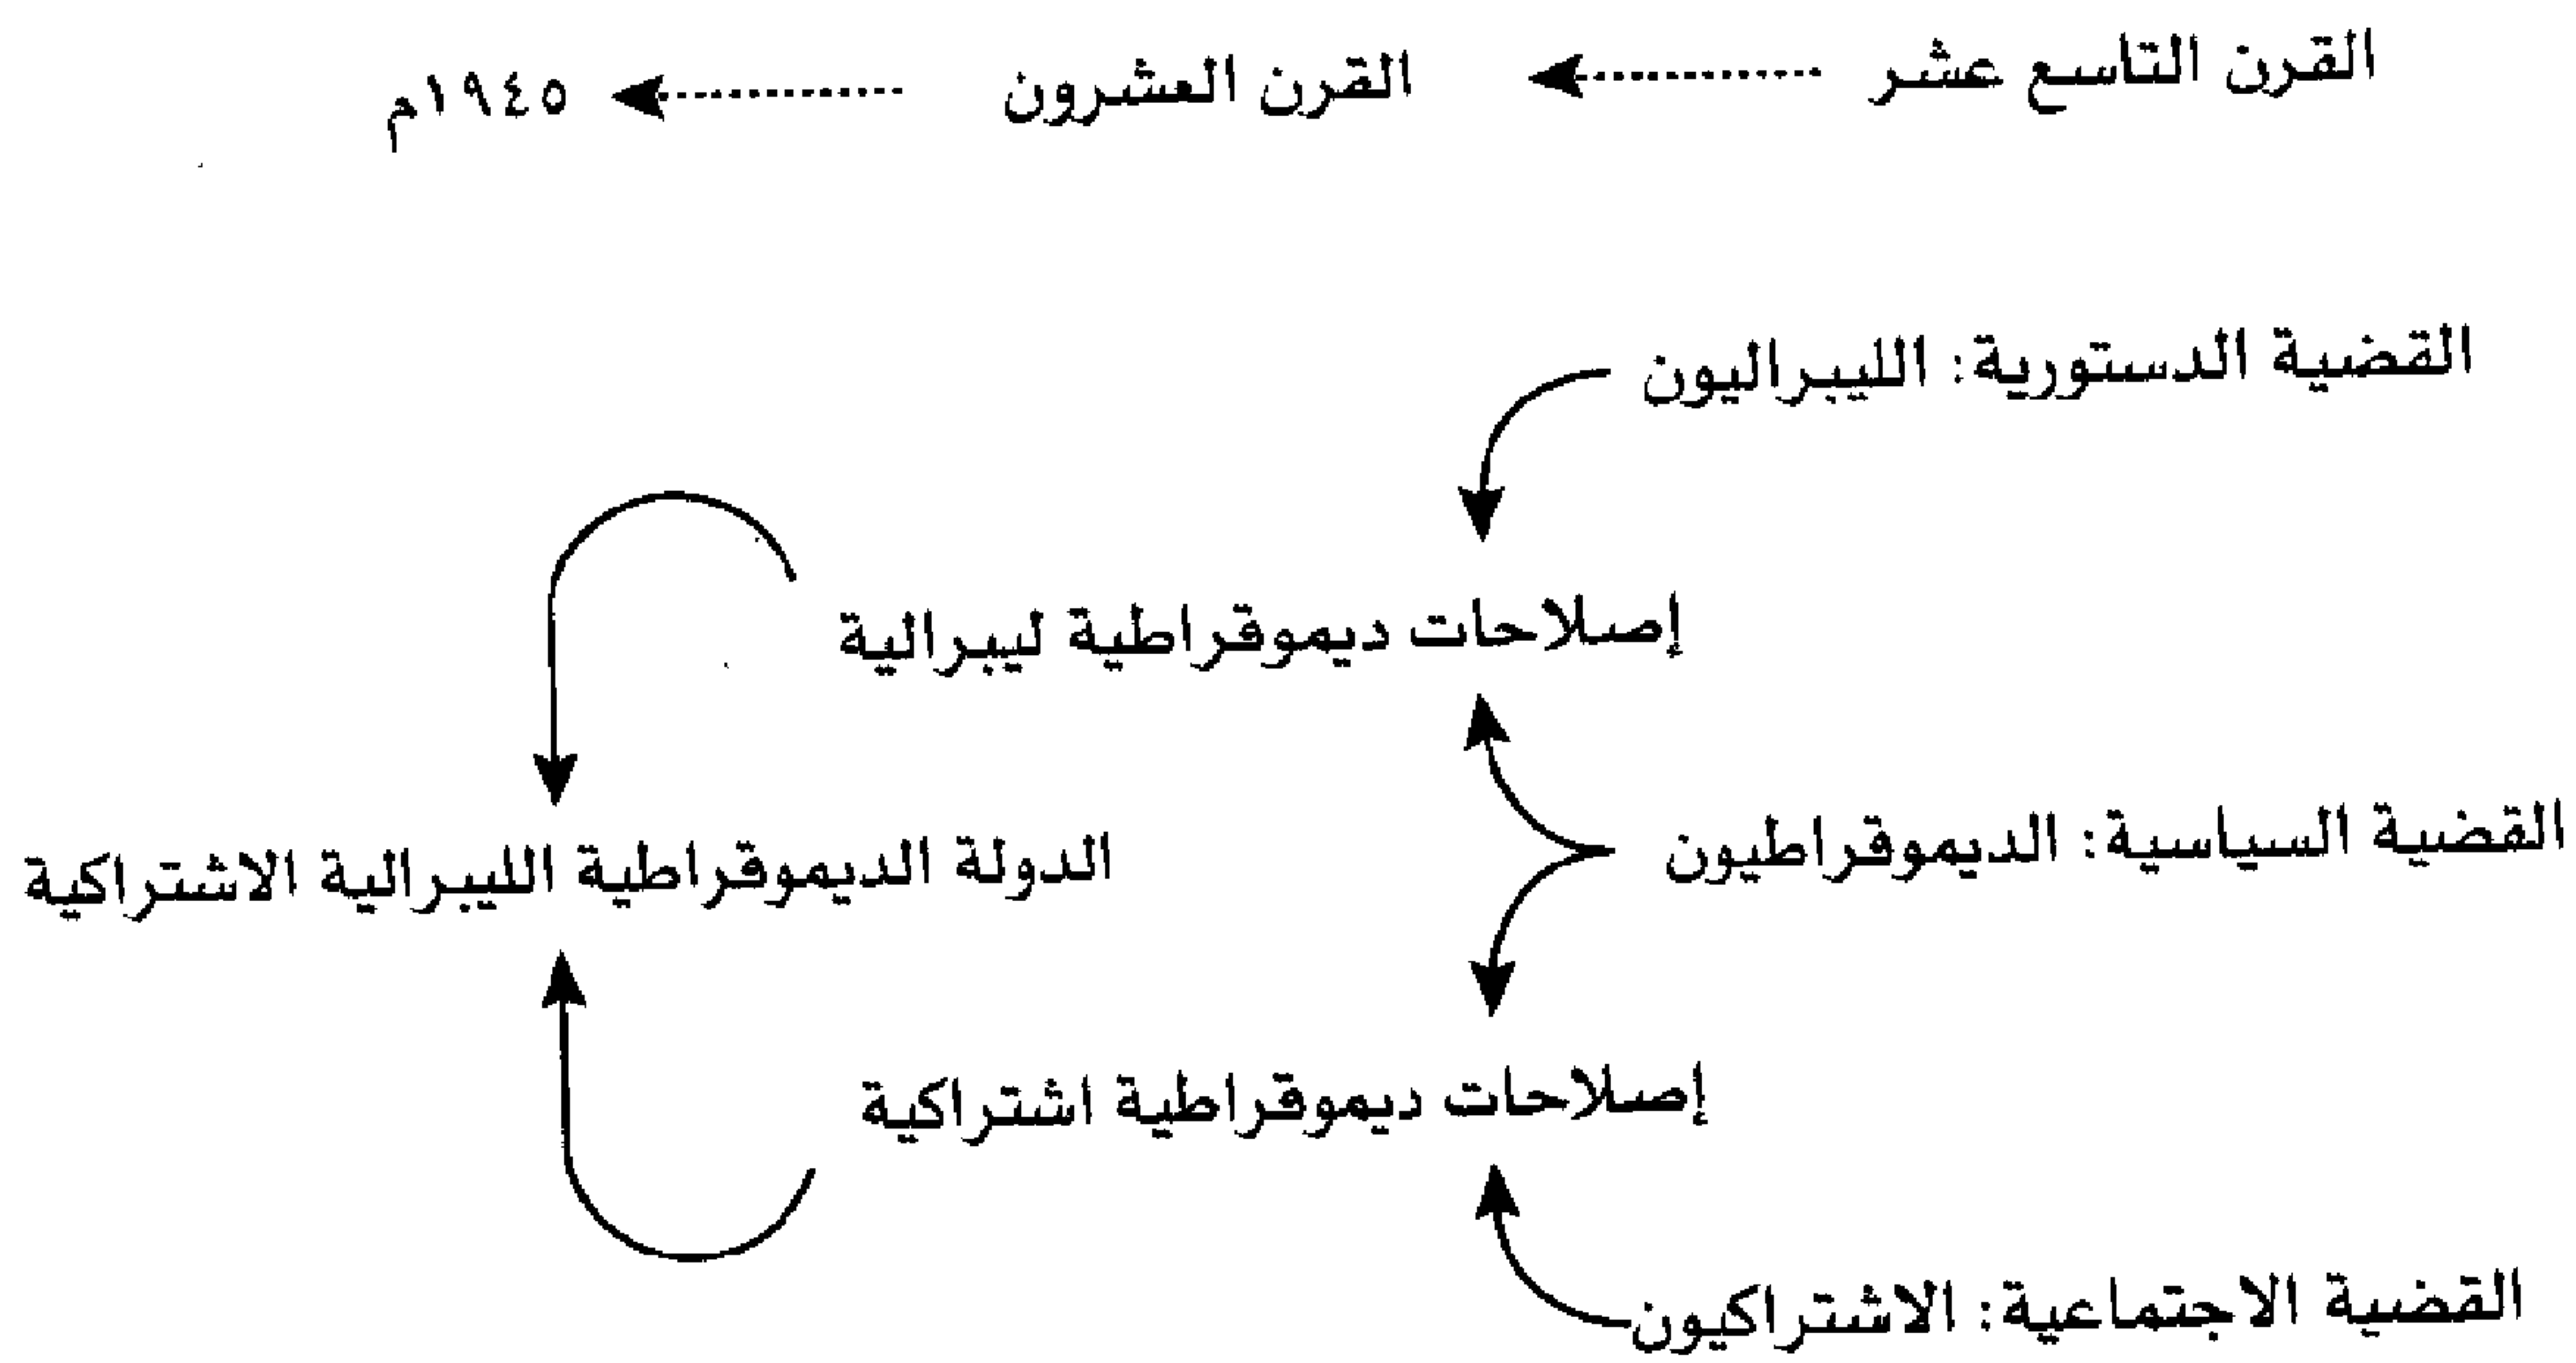 القرن التاسع عشر القرن العشرون ١٩٤٥م
القضية الدستورية: الليبراليون
إصلاحات ديموقراطية ليبرالية
القضية السياسية: الديموقراطيون
الدولة الديموقراطية الليبرالية الاشتراكية
إصلاحات ديموقراطية اشتراكية
القضية الاجتماعية: الاشتراكيون